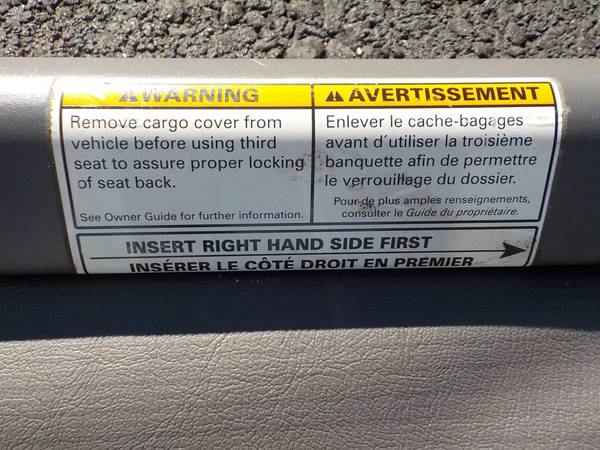 WARNING
Remove cargo cover from
vehicle before using third
seat to assure proper locking
of seat back.
See Owner Guide for further information.
AVERTISSEMENT
Enlever le cache-bagages
avant d´utiliser la troisième
banquette afin de permettre
le verrouillage du dossier.
Pour de plus amples renseignements,
consulter le Guide du propriétaire.
INSERT RIGHT HAND SIDE FIRST
INSÉRER LE CÔTÉ DROIT EN PREMIER